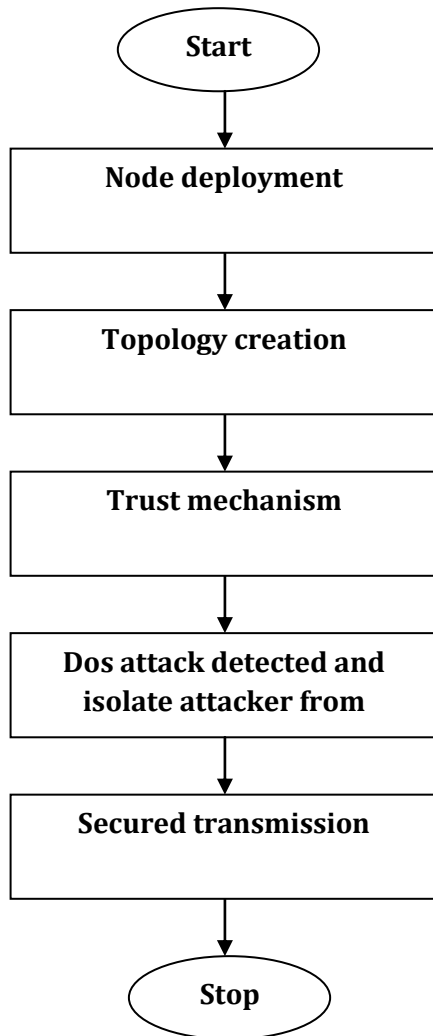 Start
Node deployment
Topology creation
Trust mechanism
Dos attack detected and
isolate attacker from
Secured transmission
Stop